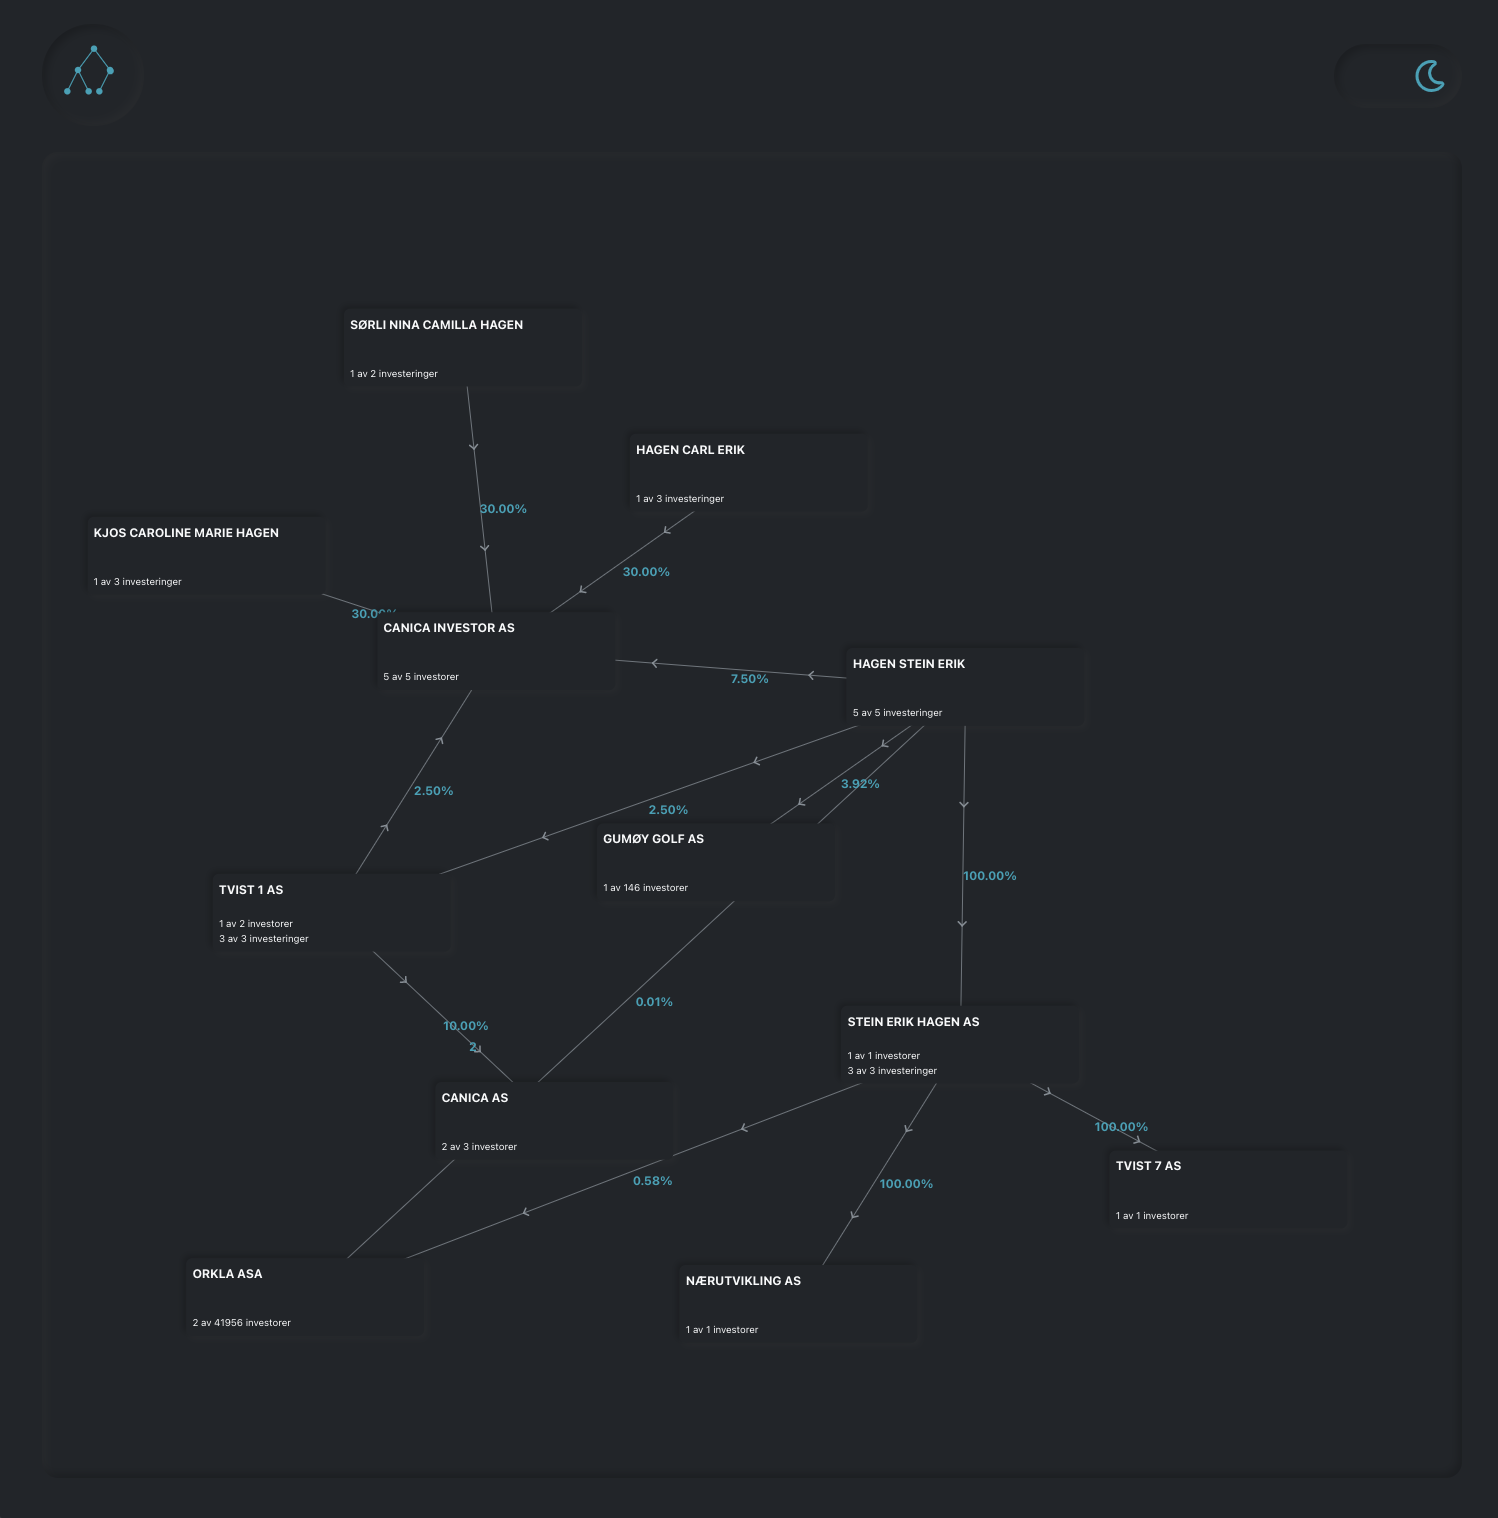 SØRLI NINA CAMILLA HAGEN
1 av 2 investeringer
HAGEN CARL ERIK
1 av 3 investeringer
30.00%
KJOS CAROLINE MARIE HAGEN
1 av 3 investeringer
30.00%
30.00%
CANICA INVESTOR AS
5 av 5 investorer
HAGEN STEIN ERIK
5 av 5 investeringer
7.50%
3.92%
2.50%
2.50%
GUMØY GOLF AS
1 av 146 investorer
100.00%
TVIST 1 AS
1 av 2 investorer
3 av 3 investeringer
0.01%
10.00%
STEIN ERIK HAGEN AS
1 av 1 investorer
3 av 3 investeringer
CANICA AS
2 av 3 investorer
100.00%
TVIST 7 AS
1 av 1 investorer
0.58%
100.00%
ORKLA ASA
2 av 41956 investorer
NÆRUTVIKLING AS
1 av 1 investorer